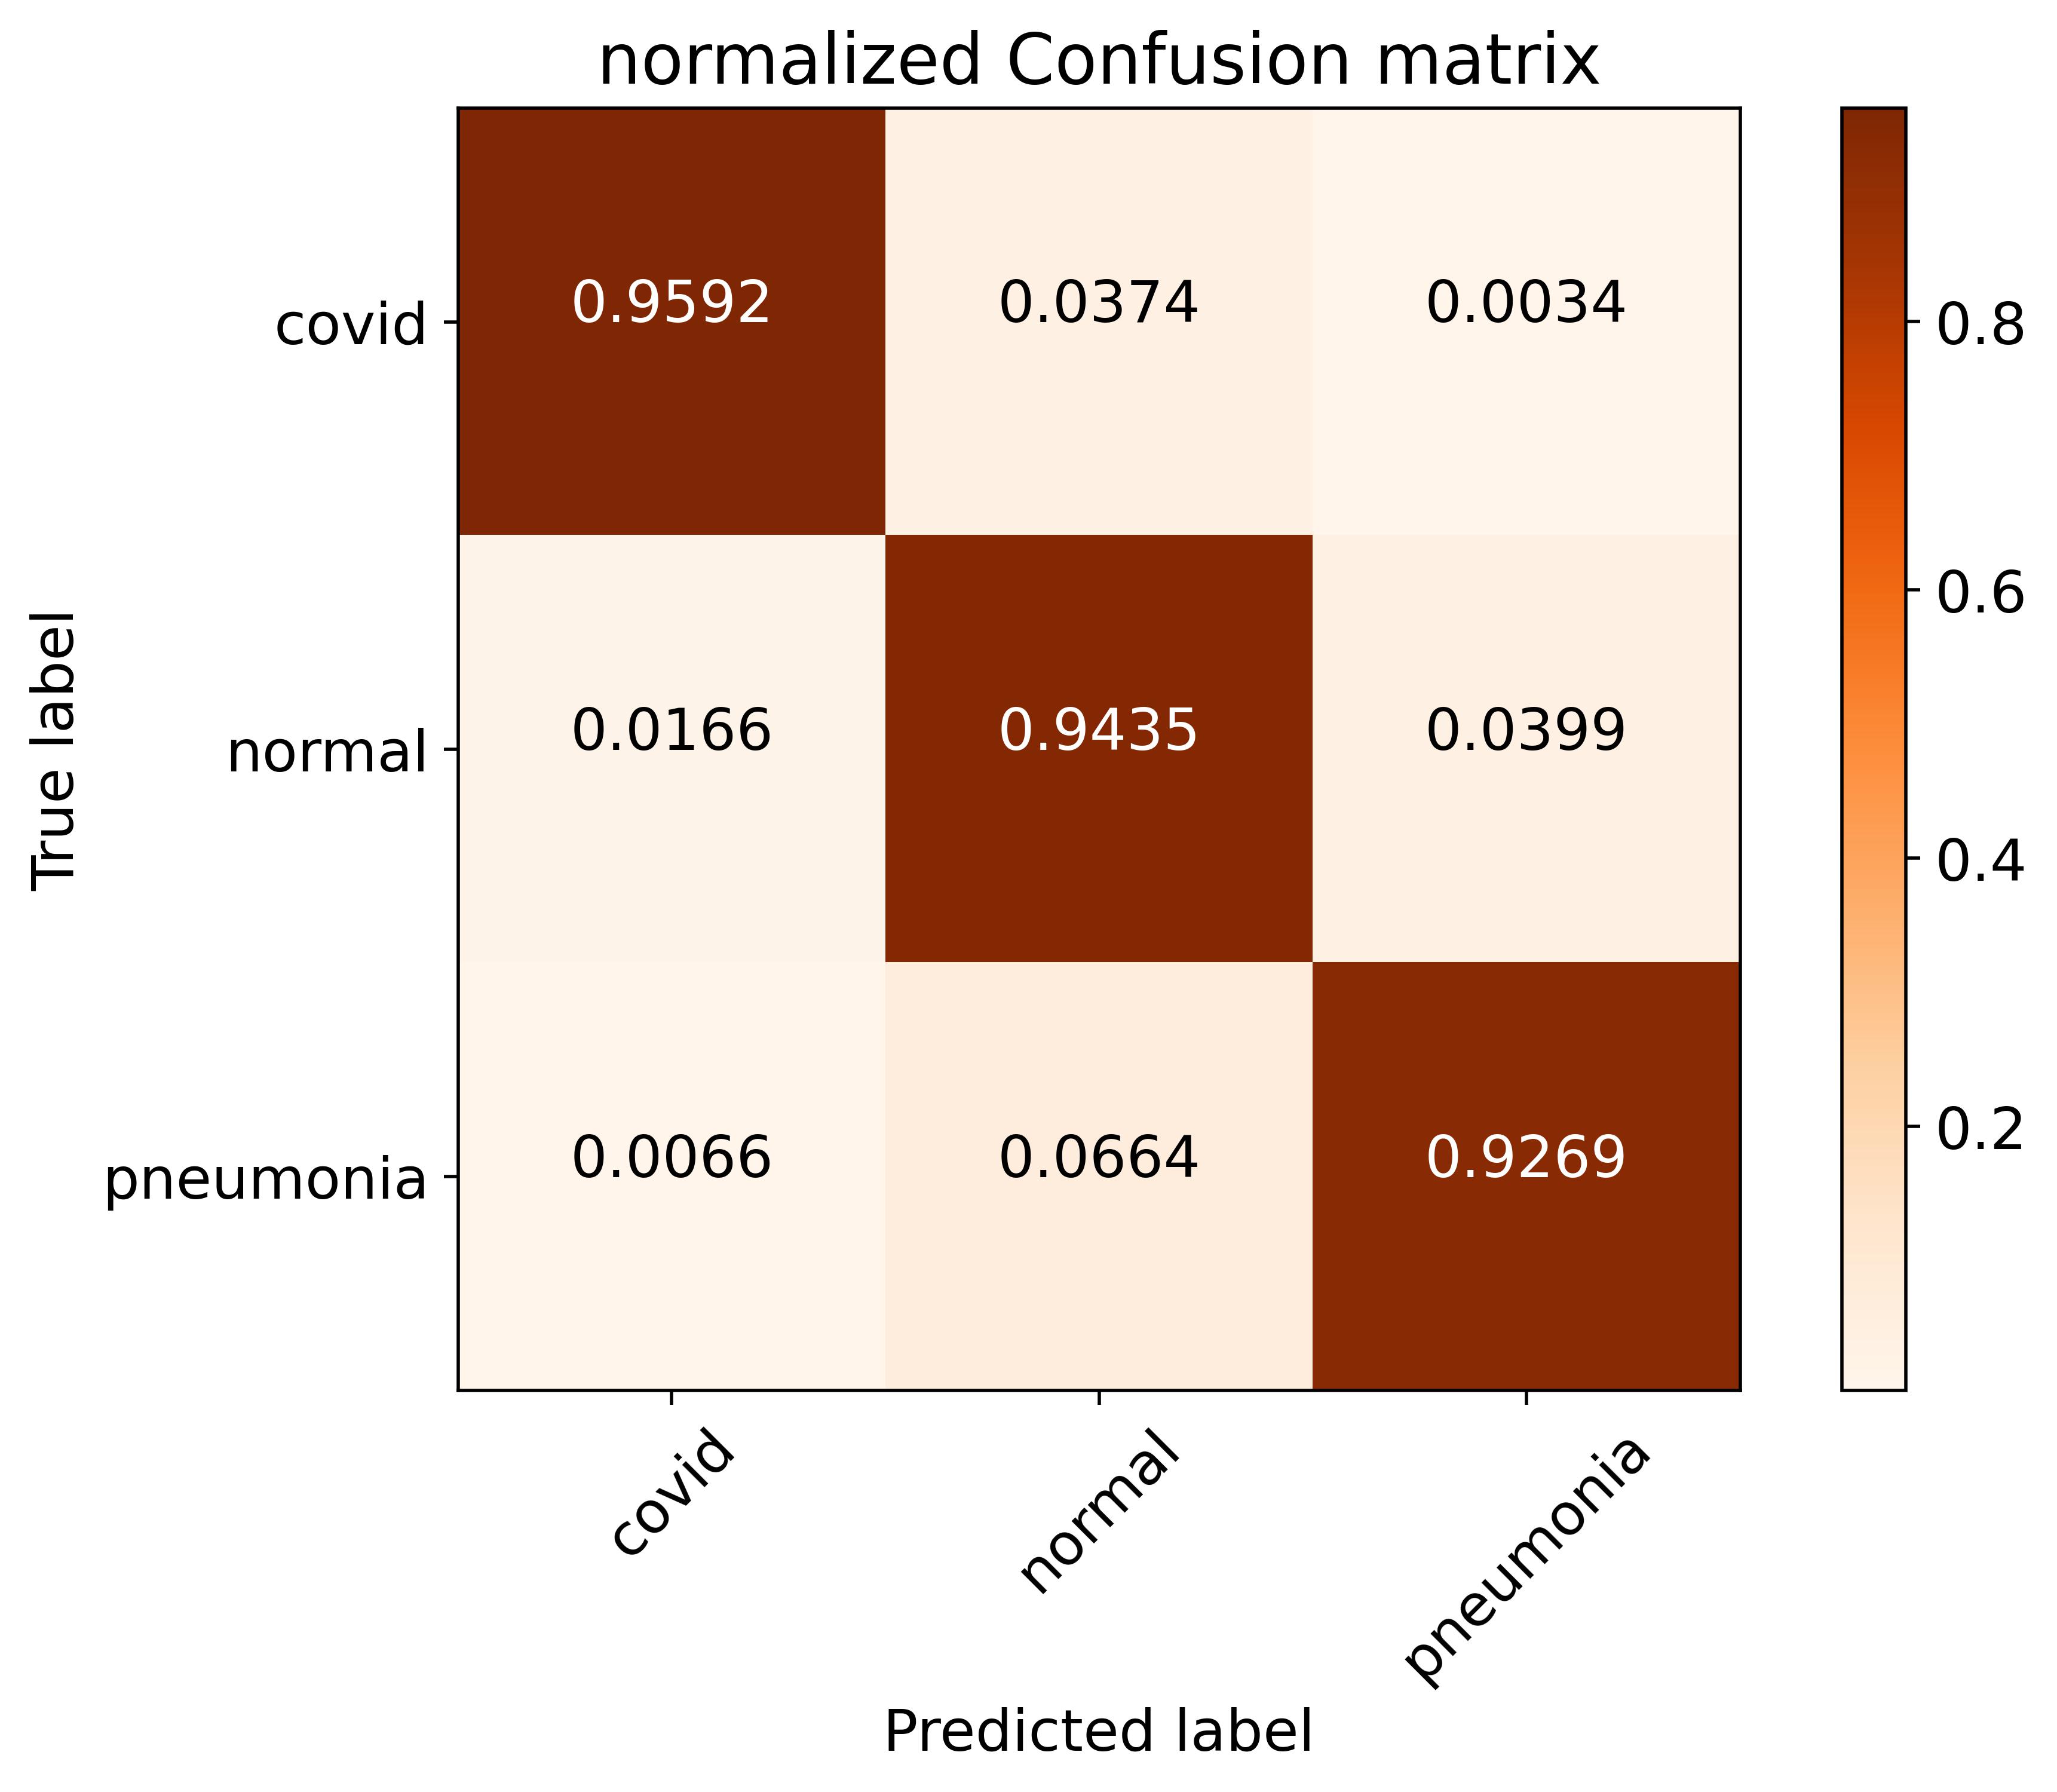 normalized Confusion matrix
covid 0.9592 0.0374 0.0034
normal 0.0166 0.9435 0.0399
pneumonia 0.0066 0.0664 0.9269
True label
covid normal pneumonia
Predicted label
0.8
0.6
0.4
0.2